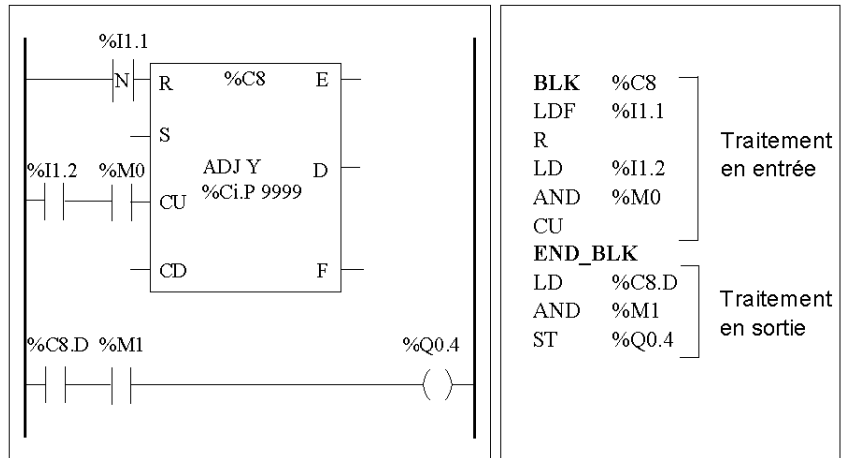 %I1.1
N R %C8 E
S
%I1.2 %M0 ADJ Y D
CU %Ci.P 9999
CD F
%C8.D %M1 %Q0.4
BLK %C8
LDF %I1.1
R
LD %I1.2
AND %M0
CU
END_BLK
LD %C8.D
AND %M1
ST %Q0.4
Traitement
en entrée
Traitement
en sortie